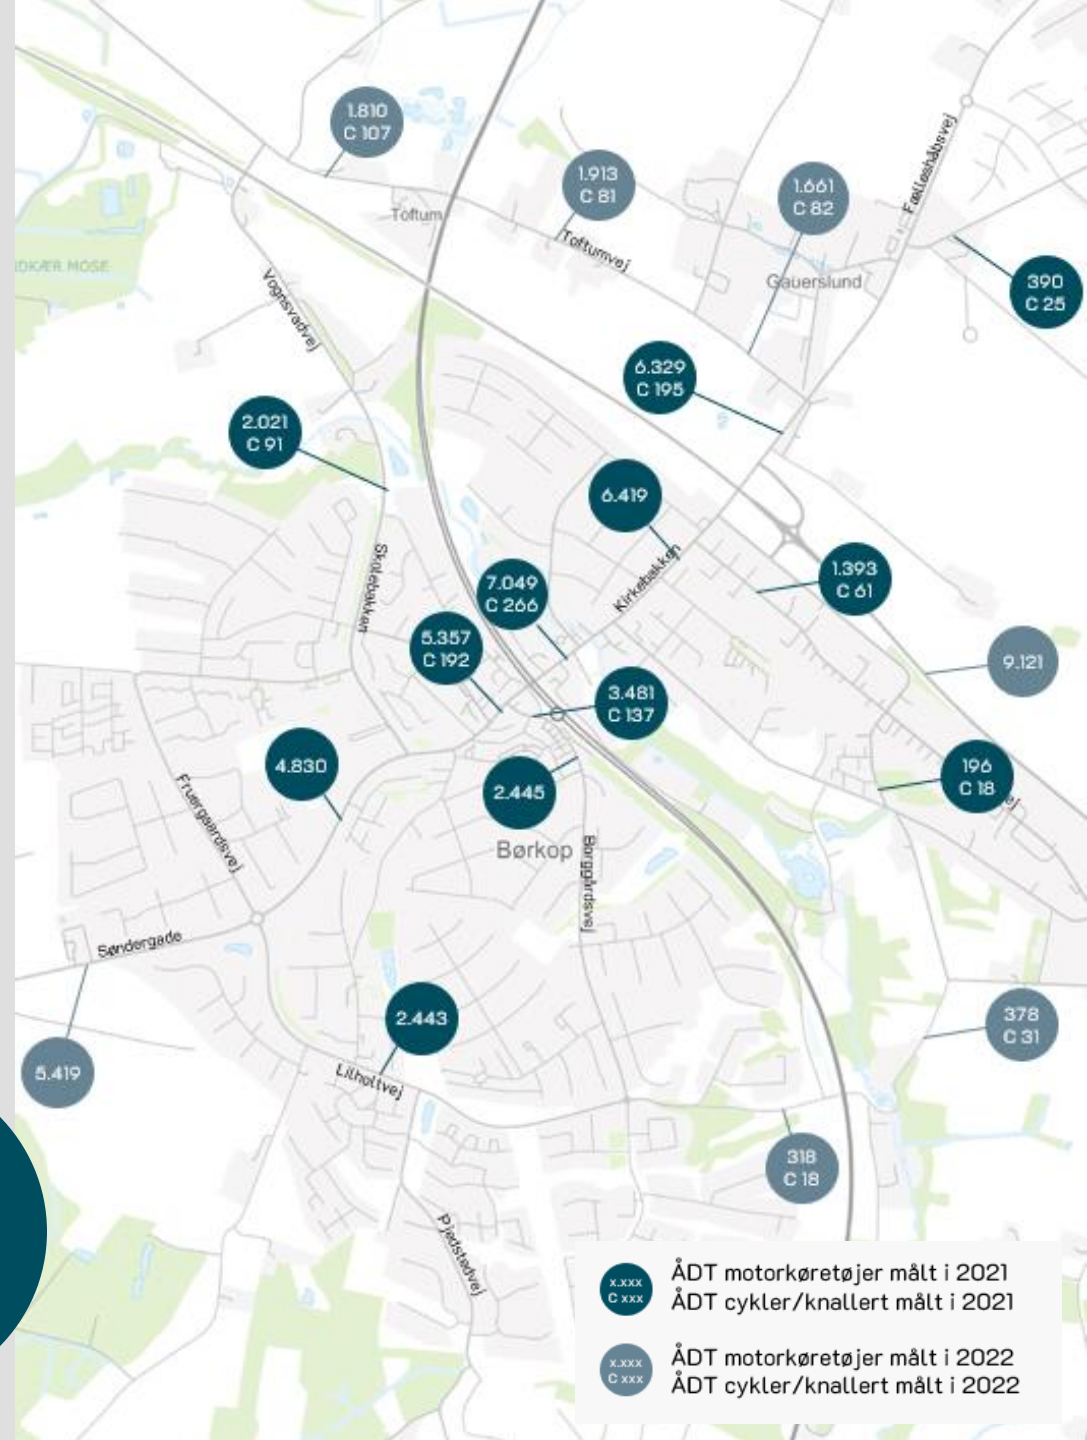 1.810
C 107
1.913
C 81
1.661
C 82
Fælleshåbsvej
Toftum
Toftumvej
DKÆR MOSE
Gauerslund
390
C 25
Vognsvadvej
6.329
C 195
2.021
C 91
6.419
Skolebakken
Kirkebakken
7.049
C 266
1.393
C 61
5.357
C 192
9.121
3.481
C 137
4.830
2.445
196
C 18
ej
Fruergaardsvej
Børkop
Borggårdsvej
Søndergade
2.443
378
C 31
5.419
Lilholtvej
318
C 18
Pjedstedvej
x.xxx
C xxx
ÅDT motorkøretøjer målt i 2021
ÅDT cykler/knallert målt i 2021
x.xxx
C xxx
ÅDT motorkøretøjer målt i 2022
ÅDT cykler/knallert målt i 2022